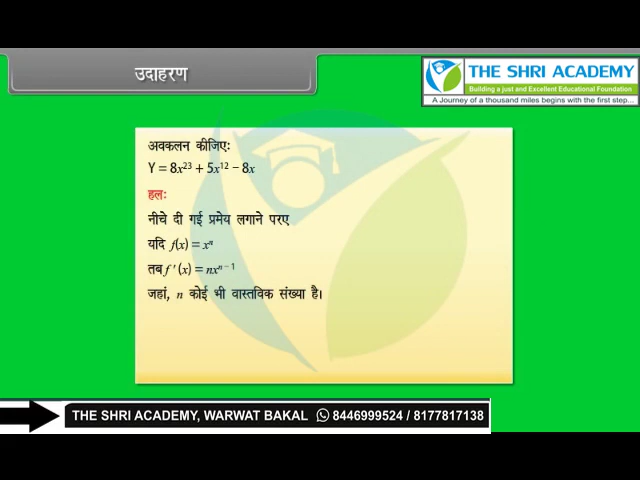 उदाहरण
THE SHRI ACADEMY
Building a just and Excellent Educational Foundation
A Journey of a thousand miles begins with the first step...
अवकलन कीजिएः
Y = 8x²³ + 5x¹² − 8x
हलः
नीचे दी गई प्रमेय लगाने परए
यदि f(x) = xⁿ
तब f ′(x) = nxⁿ⁻¹
जहां, n कोई भी वास्तविक संख्या है।
THE SHRI ACADEMY, WARWAT BAKAL 8446999524 / 8177817138